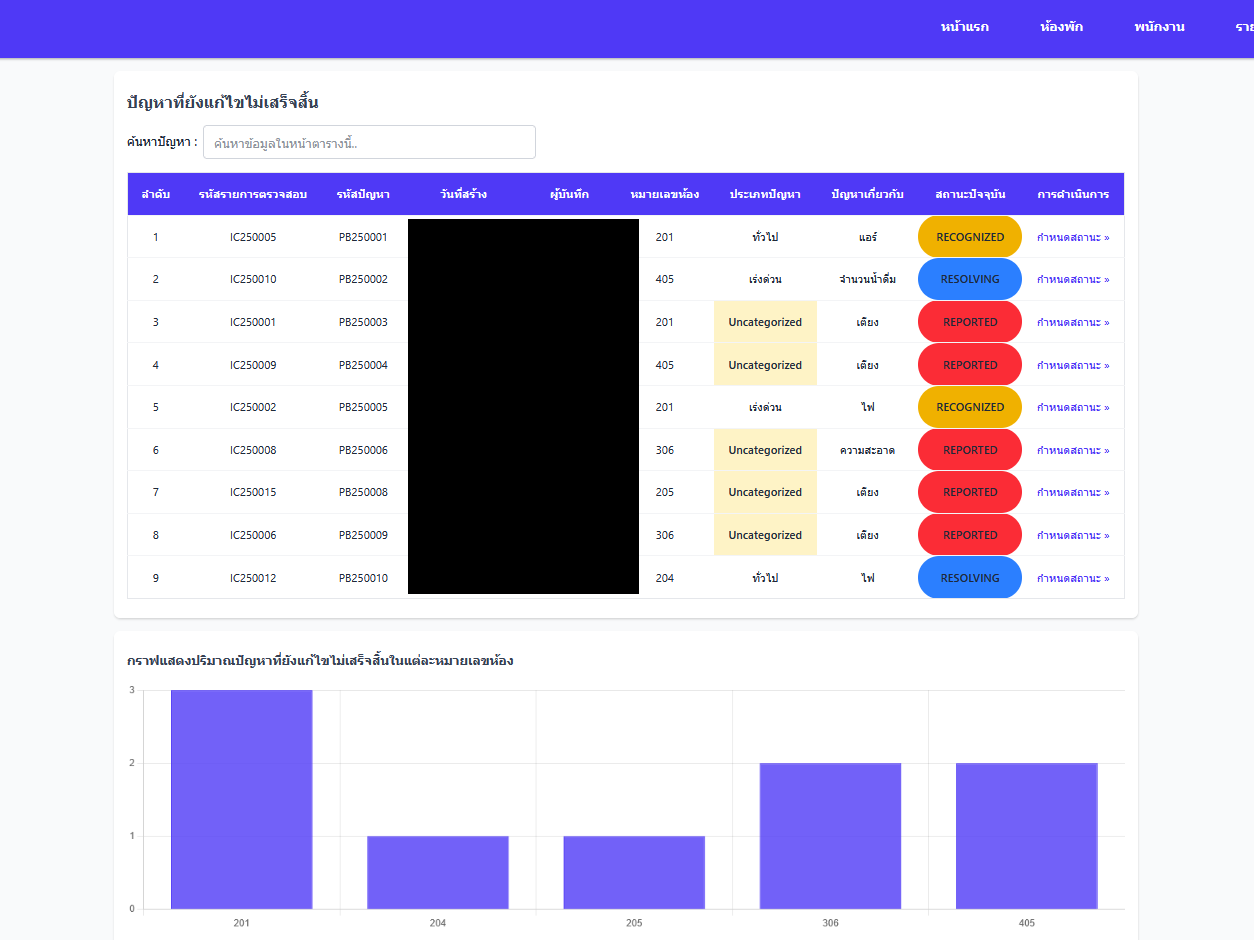 หน้าแรก ห้องพัก พนักงาน
ปัญหาที่ยังแก้ไขไม่เสร็จสิ้น
ค้นหาปัญหา : ค้นหาข้อมูลในหน้าตารางนี้..
ลำดับ รหัสรายการตรวจสอบ รหัสปัญหา วันที่สร้าง ผู้บันทึก หมายเลขห้อง ประเภทปัญหา ปัญหาเกี่ยวกับ สถานะปัจจุบัน การดำเนินการ
1 IC250005 PB250001 201 ทั่วไป แอร์ RECOGNIZED กำหนดสถานะ »
2 IC250010 PB250002 405 เร่งด่วน จำนวนน้ำดื่ม RESOLVING กำหนดสถานะ »
3 IC250001 PB250003 201 Uncategorized เตียง REPORTED กำหนดสถานะ »
4 IC250009 PB250004 405 Uncategorized เตียง REPORTED กำหนดสถานะ »
5 IC250002 PB250005 201 เร่งด่วน ไฟ RECOGNIZED กำหนดสถานะ »
6 IC250008 PB250006 306 Uncategorized ความสะอาด REPORTED กำหนดสถานะ »
7 IC250015 PB250008 205 Uncategorized เตียง REPORTED กำหนดสถานะ »
8 IC250006 PB250009 306 Uncategorized เตียง REPORTED กำหนดสถานะ »
9 IC250012 PB250010 204 ทั่วไป ไฟ RESOLVING กำหนดสถานะ »
กราฟแสดงปริมาณปัญหาที่ยังแก้ไขไม่เสร็จสิ้นในแต่ละหมายเลขห้อง
3
2
1
0
201 204 205 306 405